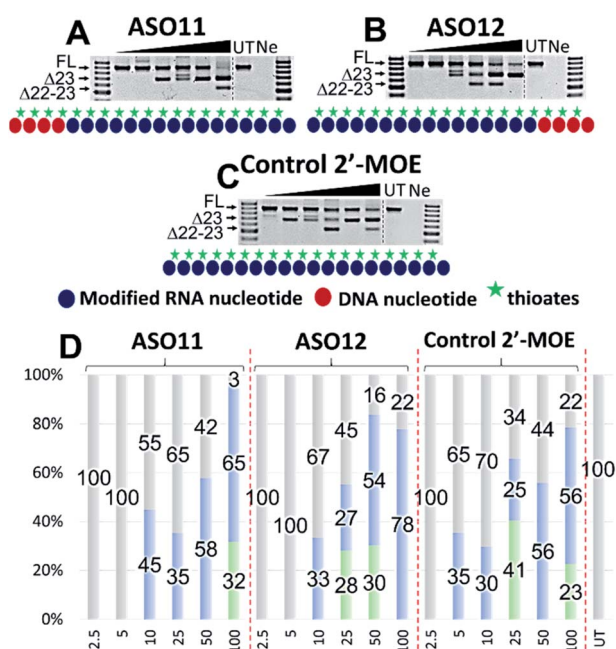 A ASO11
FL UT Ne
Δ23
Δ22-23
B ASO12
FL UT Ne
Δ23
Δ22-23
C Control 2'-MOE
FL UT Ne
Δ23
Δ22-23
Modified RNA nucleotide DNA nucleotide thioates
D ASO11 ASO12 Control 2'-MOE
100%
80%
60%
40%
20%
0%
100
100
55
45
65
35
42
58
3
65
32
100
100
67
33
45
27
28
16
54
30
22
78
100
65
35
70
30
34
25
41
44
56
22
56
23
100
2.5 5 10 25 50 100 2.5 5 10 25 50 100 2.5 5 10 25 50 100 UT